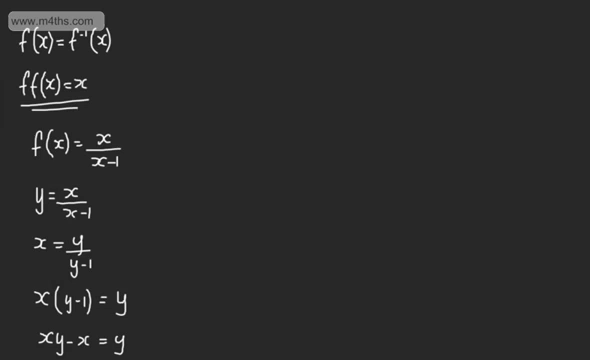 www.m4ths.com
f(x) = f⁻¹(x)
ff(x) = x
f(x) = x/(x-1)
y = x/(x-1)
x = y/(y-1)
x(y-1) = y
xy - x = y